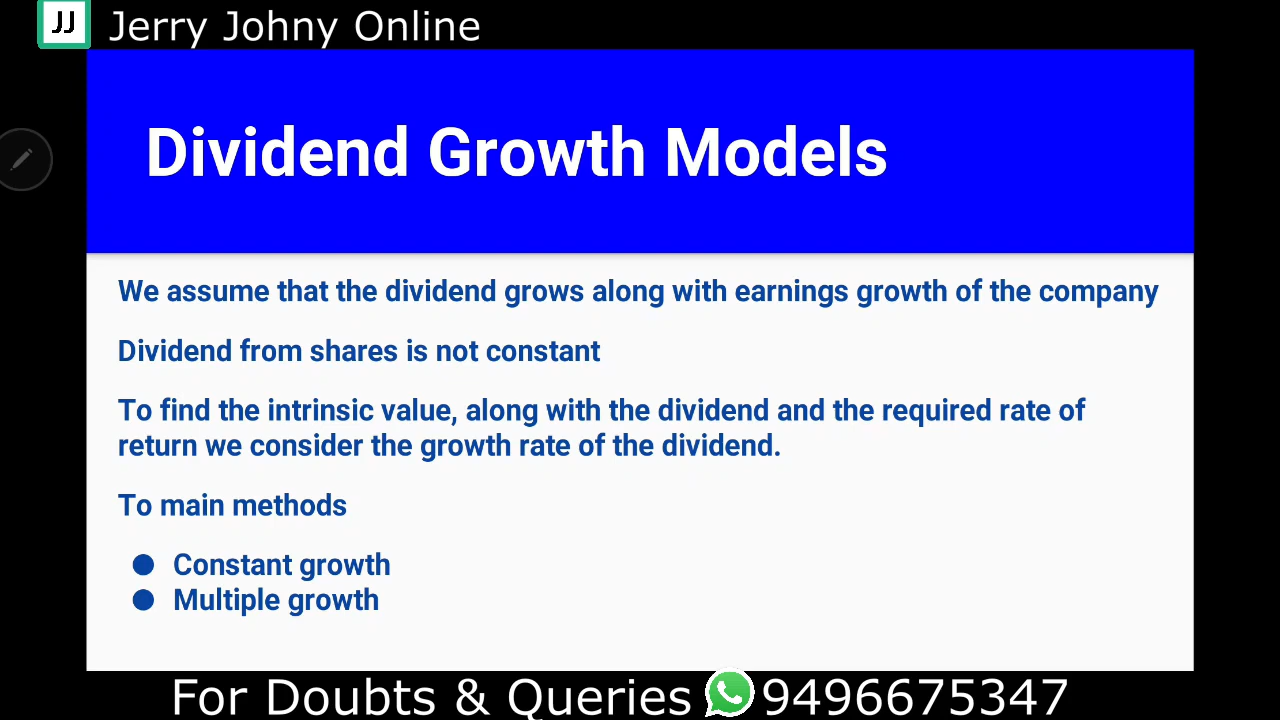 JJ Jerry Johny Online
Dividend Growth Models
We assume that the dividend grows along with earnings growth of the company
Dividend from shares is not constant
To find the intrinsic value, along with the dividend and the required rate of
return we consider the growth rate of the dividend.
To main methods
● Constant growth
● Multiple growth
For Doubts & Queries 9496675347